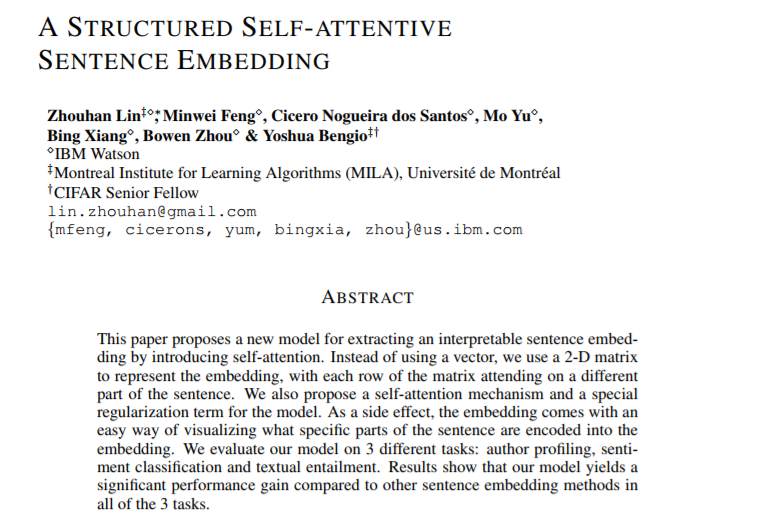 A STRUCTURED SELF-ATTENTIVE
SENTENCE EMBEDDING
Zhouhan Lin‡⋄*, Minwei Feng⋄, Cicero Nogueira dos Santos⋄, Mo Yu⋄,
Bing Xiang⋄, Bowen Zhou⋄ & Yoshua Bengio‡†
⋄IBM Watson
‡Montreal Institute for Learning Algorithms (MILA), Université de Montréal
†CIFAR Senior Fellow
lin.zhouhan@gmail.com
{mfeng, cicerons, yum, bingxia, zhou}@us.ibm.com
ABSTRACT
This paper proposes a new model for extracting an interpretable sentence embed-
ding by introducing self-attention. Instead of using a vector, we use a 2-D matrix
to represent the embedding, with each row of the matrix attending on a different
part of the sentence. We also propose a self-attention mechanism and a special
regularization term for the model. As a side effect, the embedding comes with an
easy way of visualizing what specific parts of the sentence are encoded into the
embedding. We evaluate our model on 3 different tasks: author profiling, senti-
ment classification and textual entailment. Results show that our model yields a
significant performance gain compared to other sentence embedding methods in
all of the 3 tasks.